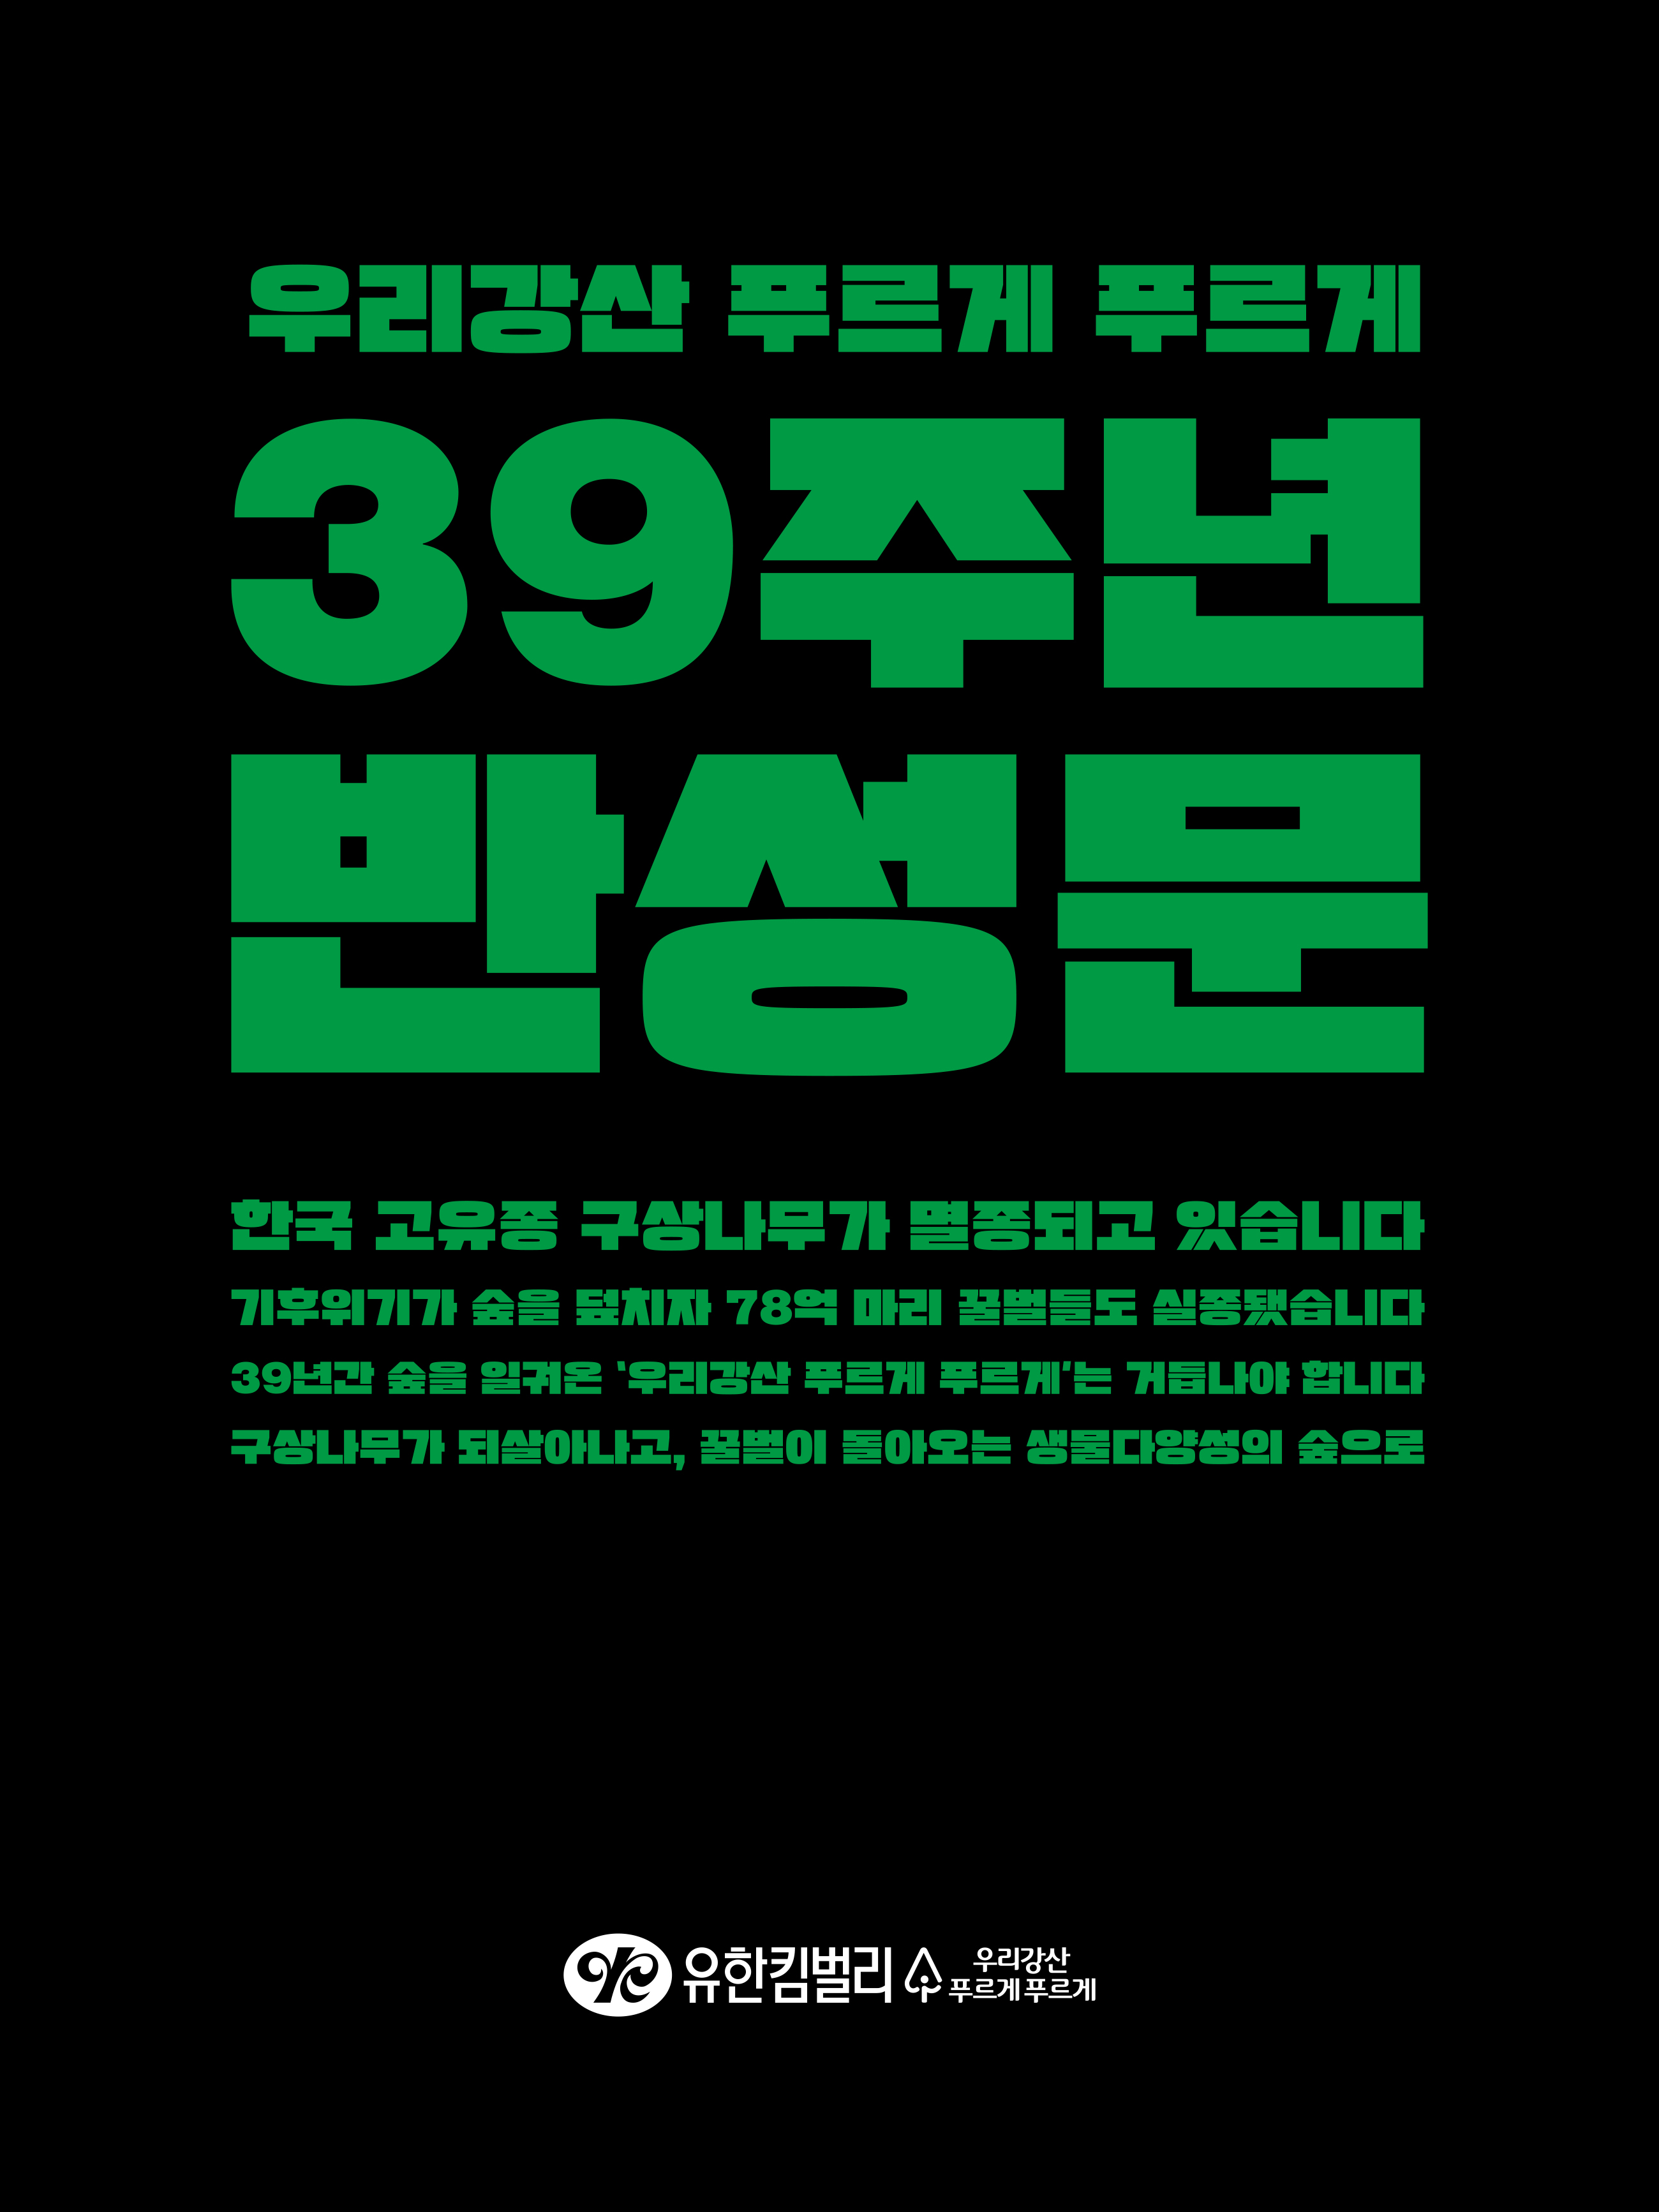 우리강산 푸르게 푸르게
39주년
반성문
한국 고유종 구상나무가 멸종되고 있습니다
기후위기가 숲을 덮치자 78억 마리 꿀벌들도 실종됐습니다
39년간 숲을 일궈온 '우리강산 푸르게 푸르게'는 거듭나야 합니다
구상나무가 되살아나고, 꿀벌이 돌아오는 생물다양성의 숲으로
유한킴벌리
우리강산
푸르게 푸르게